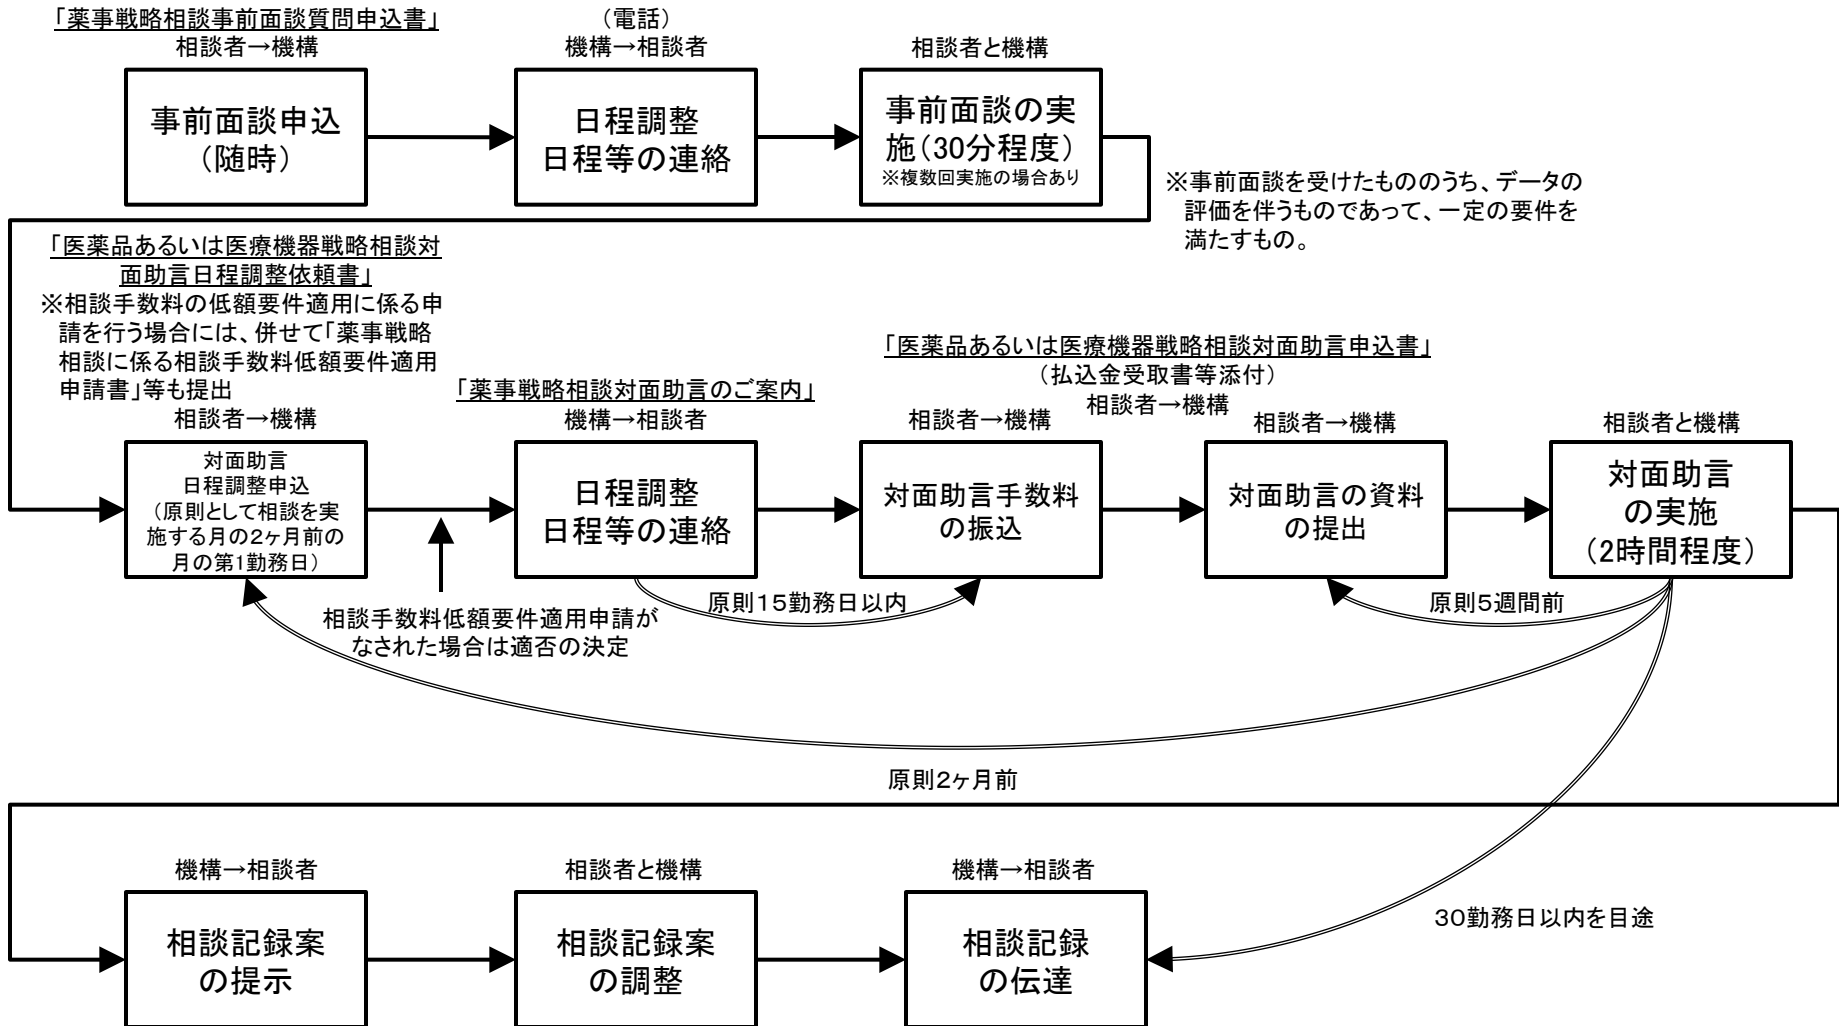 「薬事戦略相談事前面談質問申込書」
相談者→機構
事前面談申込
（随時）
（電話）
機構→相談者
日程調整
日程等の連絡
相談者と機構
事前面談の実
施（30分程度）
※複数回実施の場合あり
※事前面談を受けたもののうち、データの
評価を伴うものであって、一定の要件を
満たすもの。
「医薬品あるいは医療機器戦略相談対
面助言日程調整依頼書」
※相談手数料の低額要件適用に係る申
請を行う場合には、併せて「薬事戦略
相談に係る相談手数料低額要件適用
申請書」等も提出
相談者→機構
対面助言
日程調整申込
（原則として相談を実
施する月の２ヶ月前の
月の第１勤務日）
相談手数料低額要件適用申請が
なされた場合は適否の決定
「薬事戦略相談対面助言のご案内」
機構→相談者
日程調整
日程等の連絡
原則１５勤務日以内
「医薬品あるいは医療機器戦略相談対面助言申込書」
（払込金受取書等添付）
相談者→機構
相談者→機構
対面助言手数料
の振込
相談者→機構
対面助言の資料
の提出
相談者と機構
対面助言
の実施
（2時間程度）
原則５週間前
原則２ヶ月前
機構→相談者
相談記録案
の提示
相談者と機構
相談記録案
の調整
機構→相談者
相談記録
の伝達
３０勤務日以内を目途